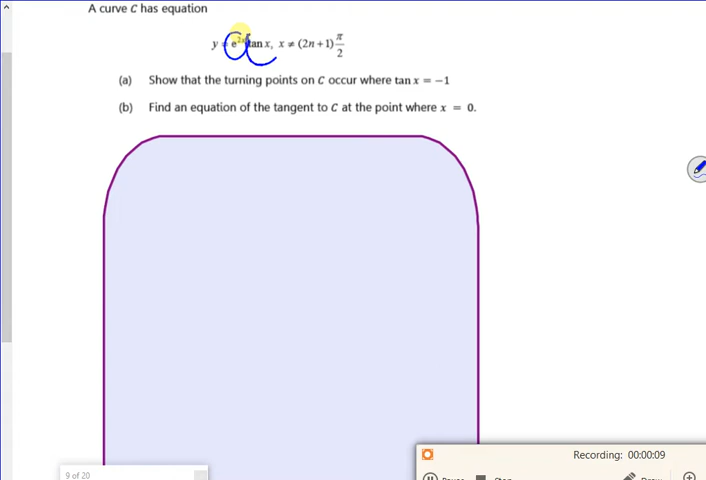 A curve C has equation
y = e²ˣ tan x, x ≠ (2n + 1) π/2
(a) Show that the turning points on C occur where tan x = −1
(b) Find an equation of the tangent to C at the point where x = 0.
Recording: 00:00:09
9 of 20